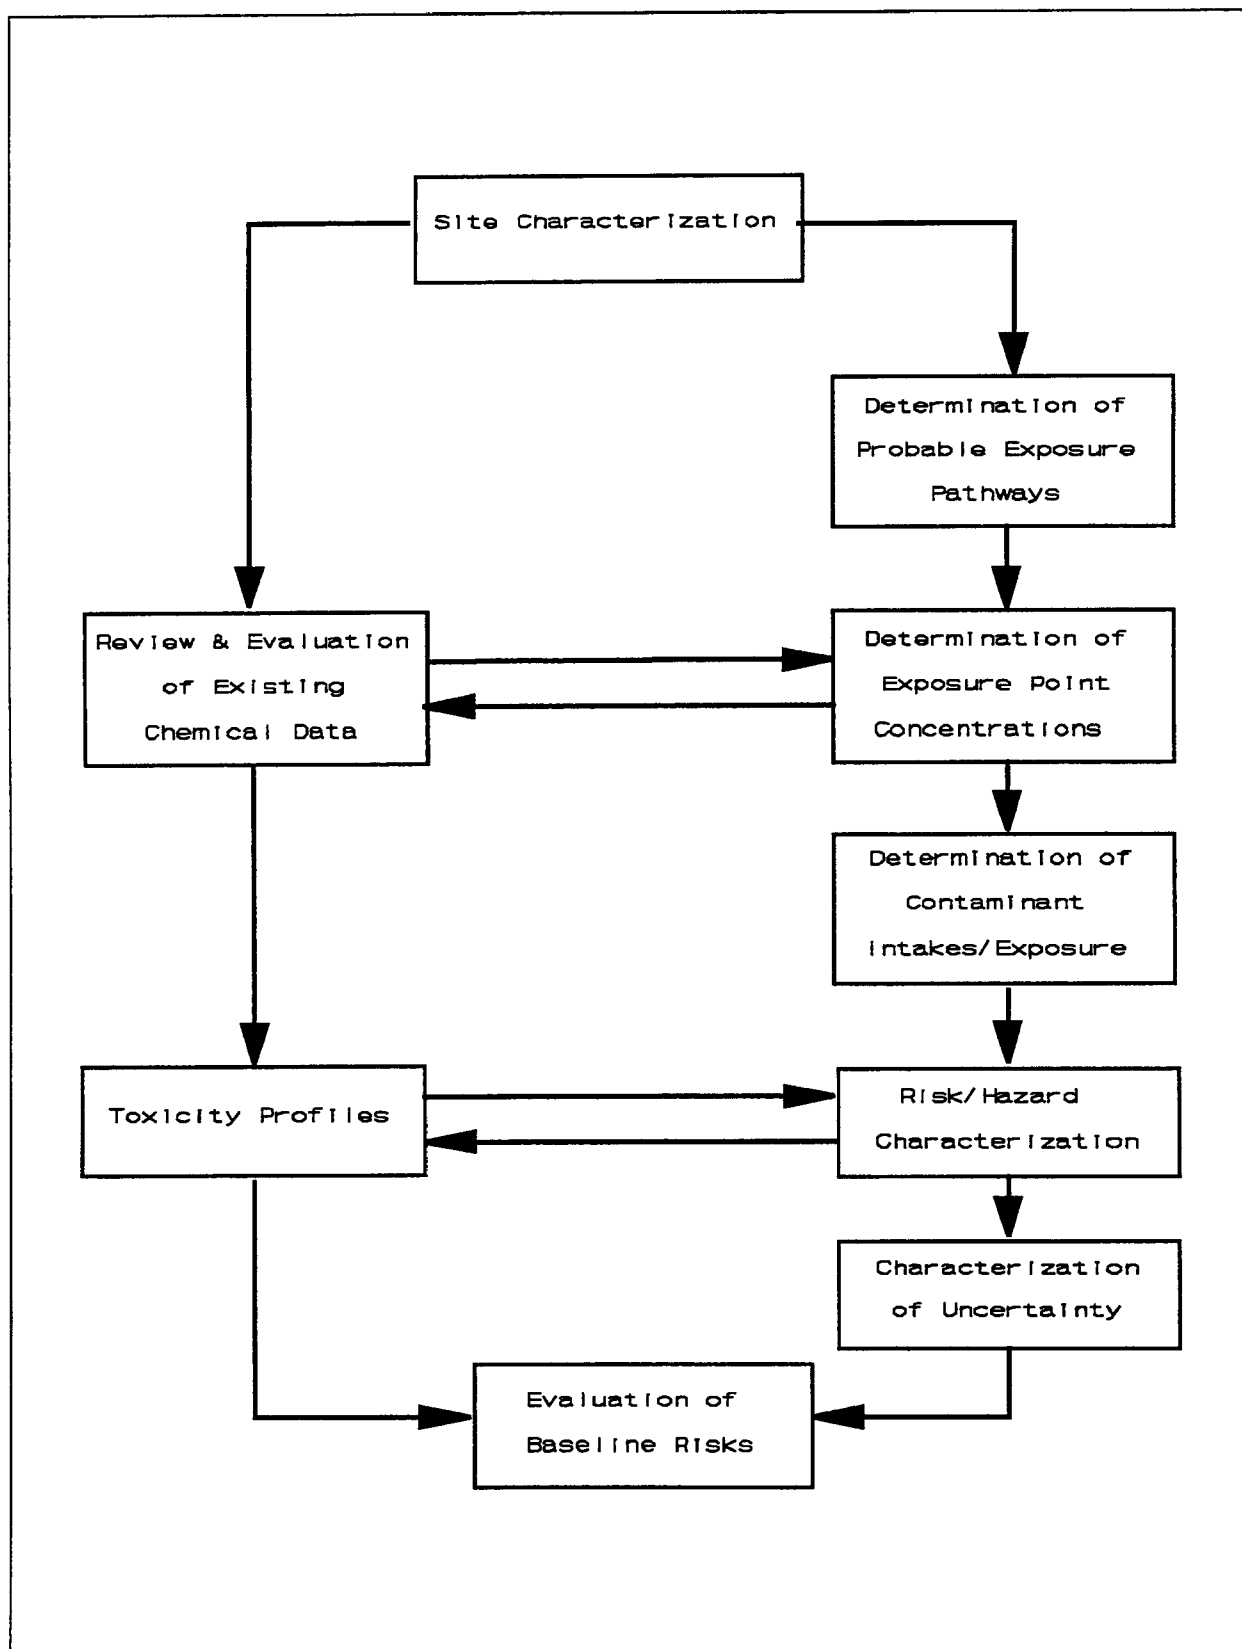 Site Characterization
Determination of
Probable Exposure
Pathways
Review & Evaluation
of Existing
Chemical Data
Determination of
Exposure Point
Concentrations
Determination of
Contaminant
Intakes/Exposure
Toxicity Profiles
Risk/Hazard
Characterization
Characterization
of Uncertainty
Evaluation of
Baseline Risks